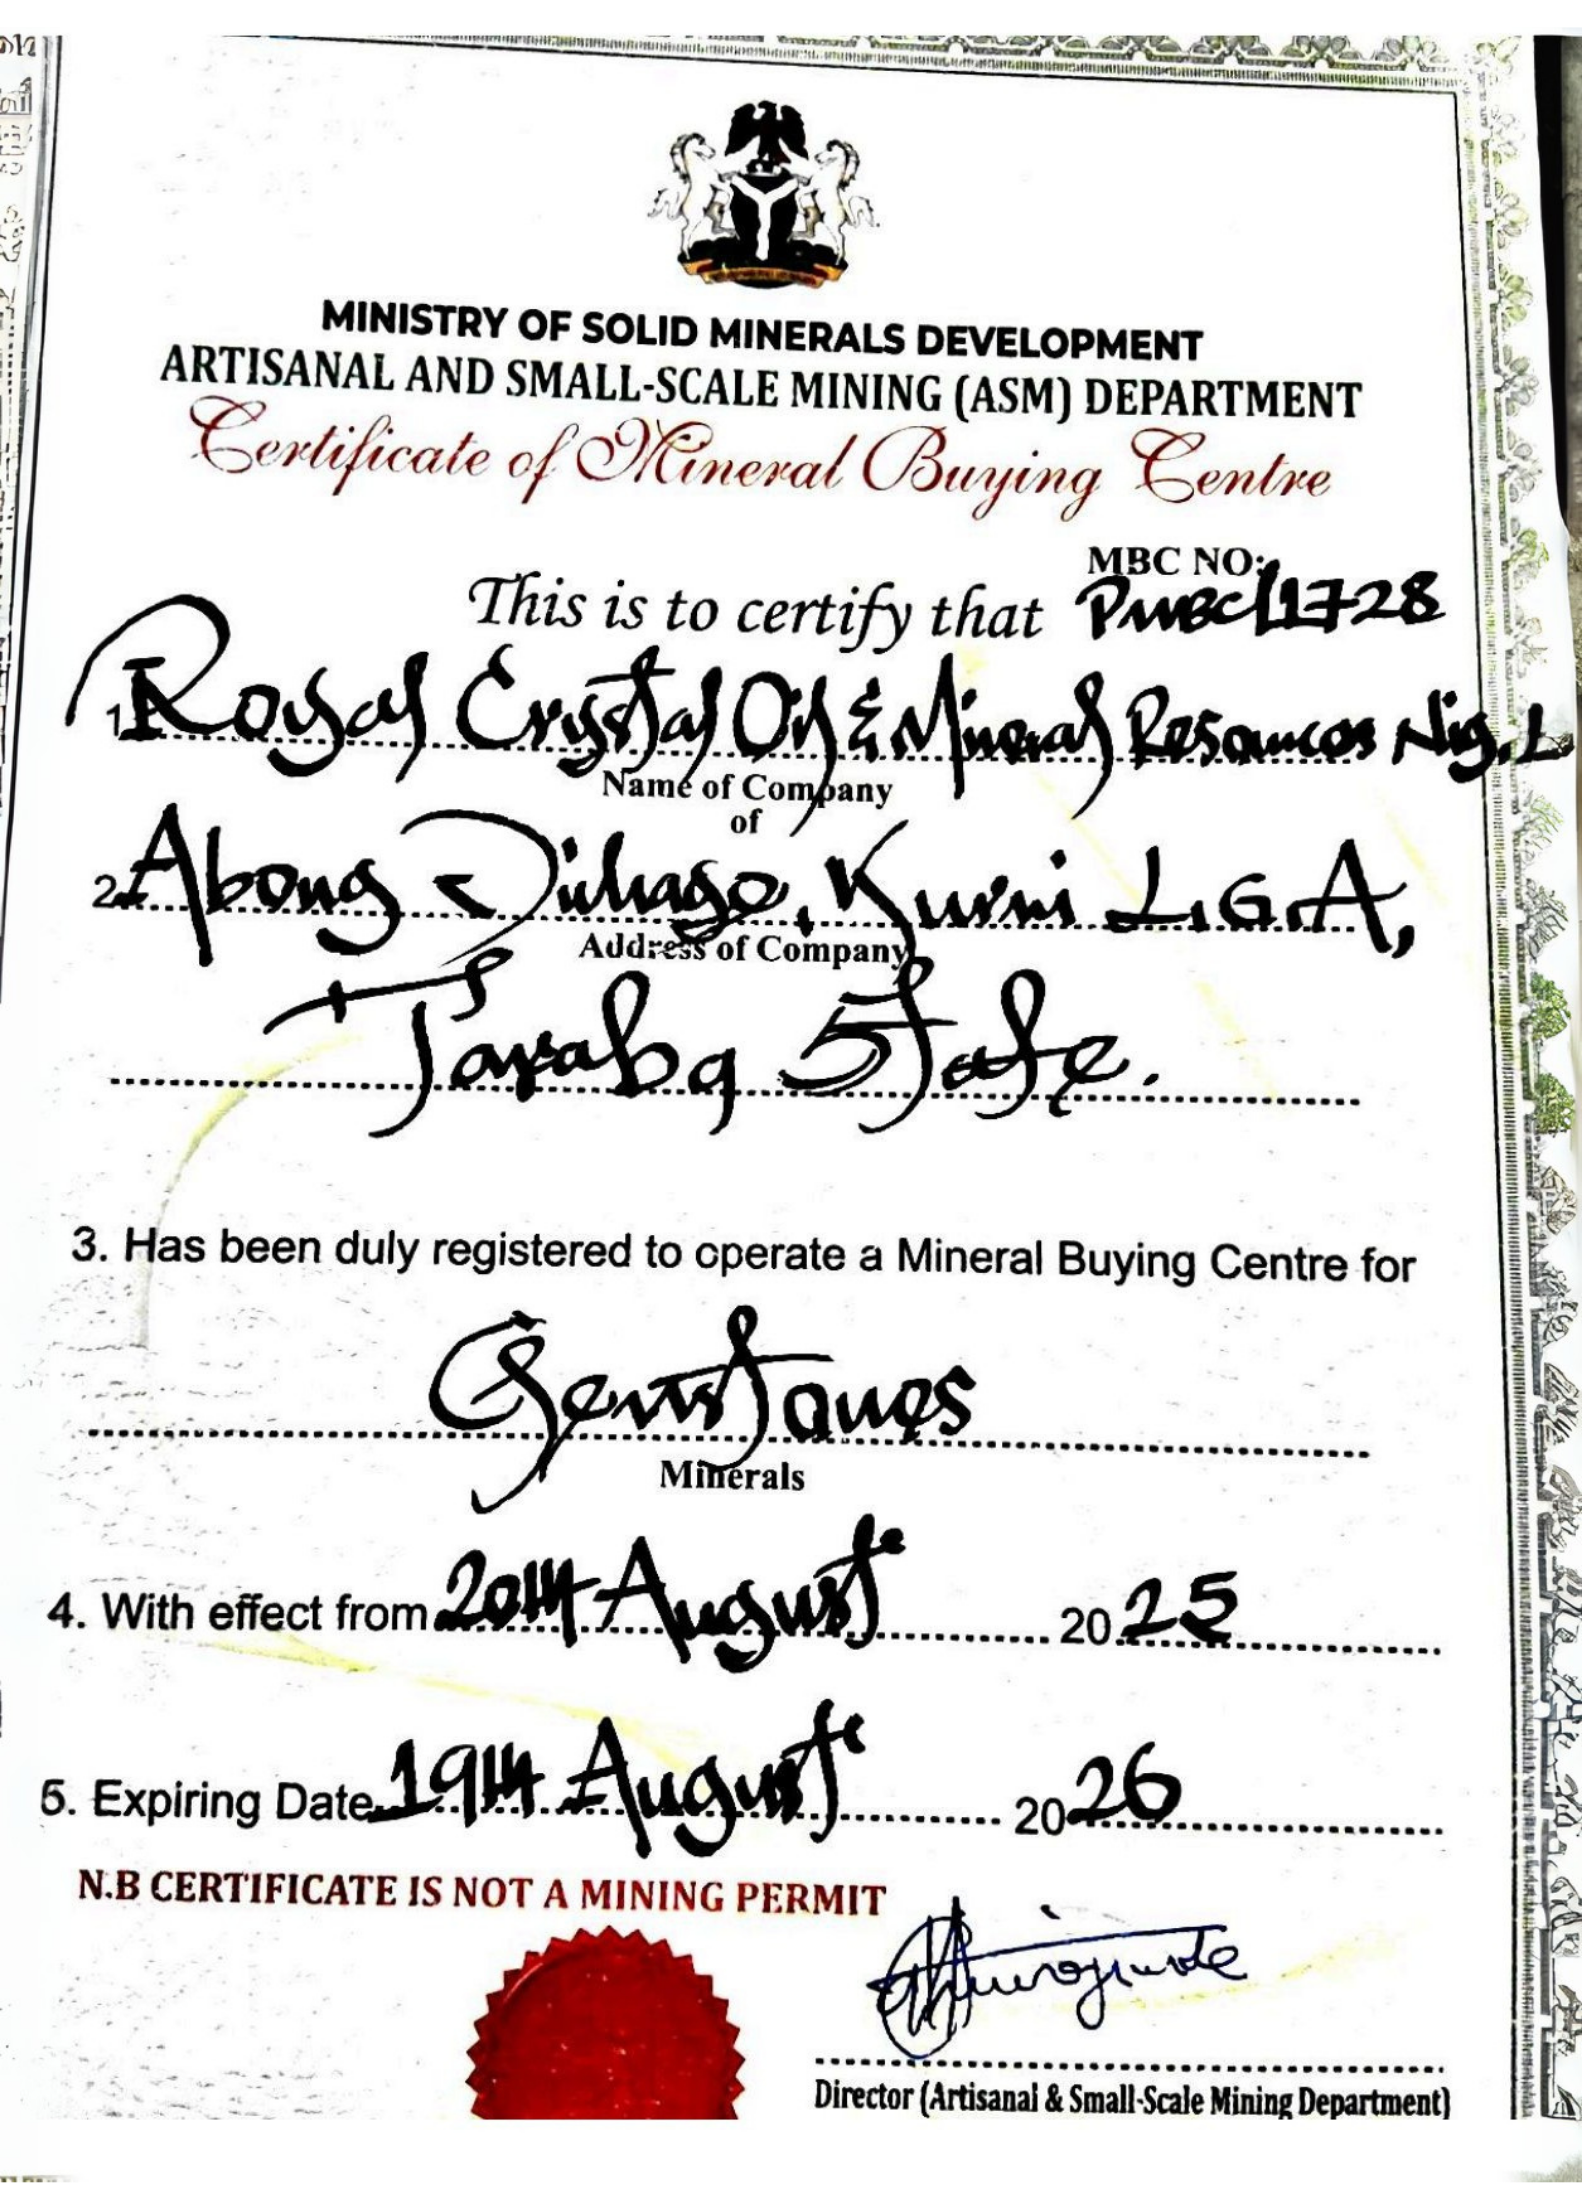 MINISTRY OF SOLID MINERALS DEVELOPMENT
ARTISANAL AND SMALL-SCALE MINING (ASM) DEPARTMENT
Certificate of Mineral Buying Centre
MBC NO:
This is to certify that PMBC/1728
1. Royal Crystal Oil & Mineral Resources Nig. L
Name of Company
of
2. Abong Kurmi L.G.A,
Address of Company
Taraba State.
3. Has been duly registered to operate a Mineral Buying Centre for
Gemstones
Minerals
4. With effect from 20TH August 2025
5. Expiring Date 19TH August 2026
N.B CERTIFICATE IS NOT A MINING PERMIT
Director (Artisanal & Small-Scale Mining Department)